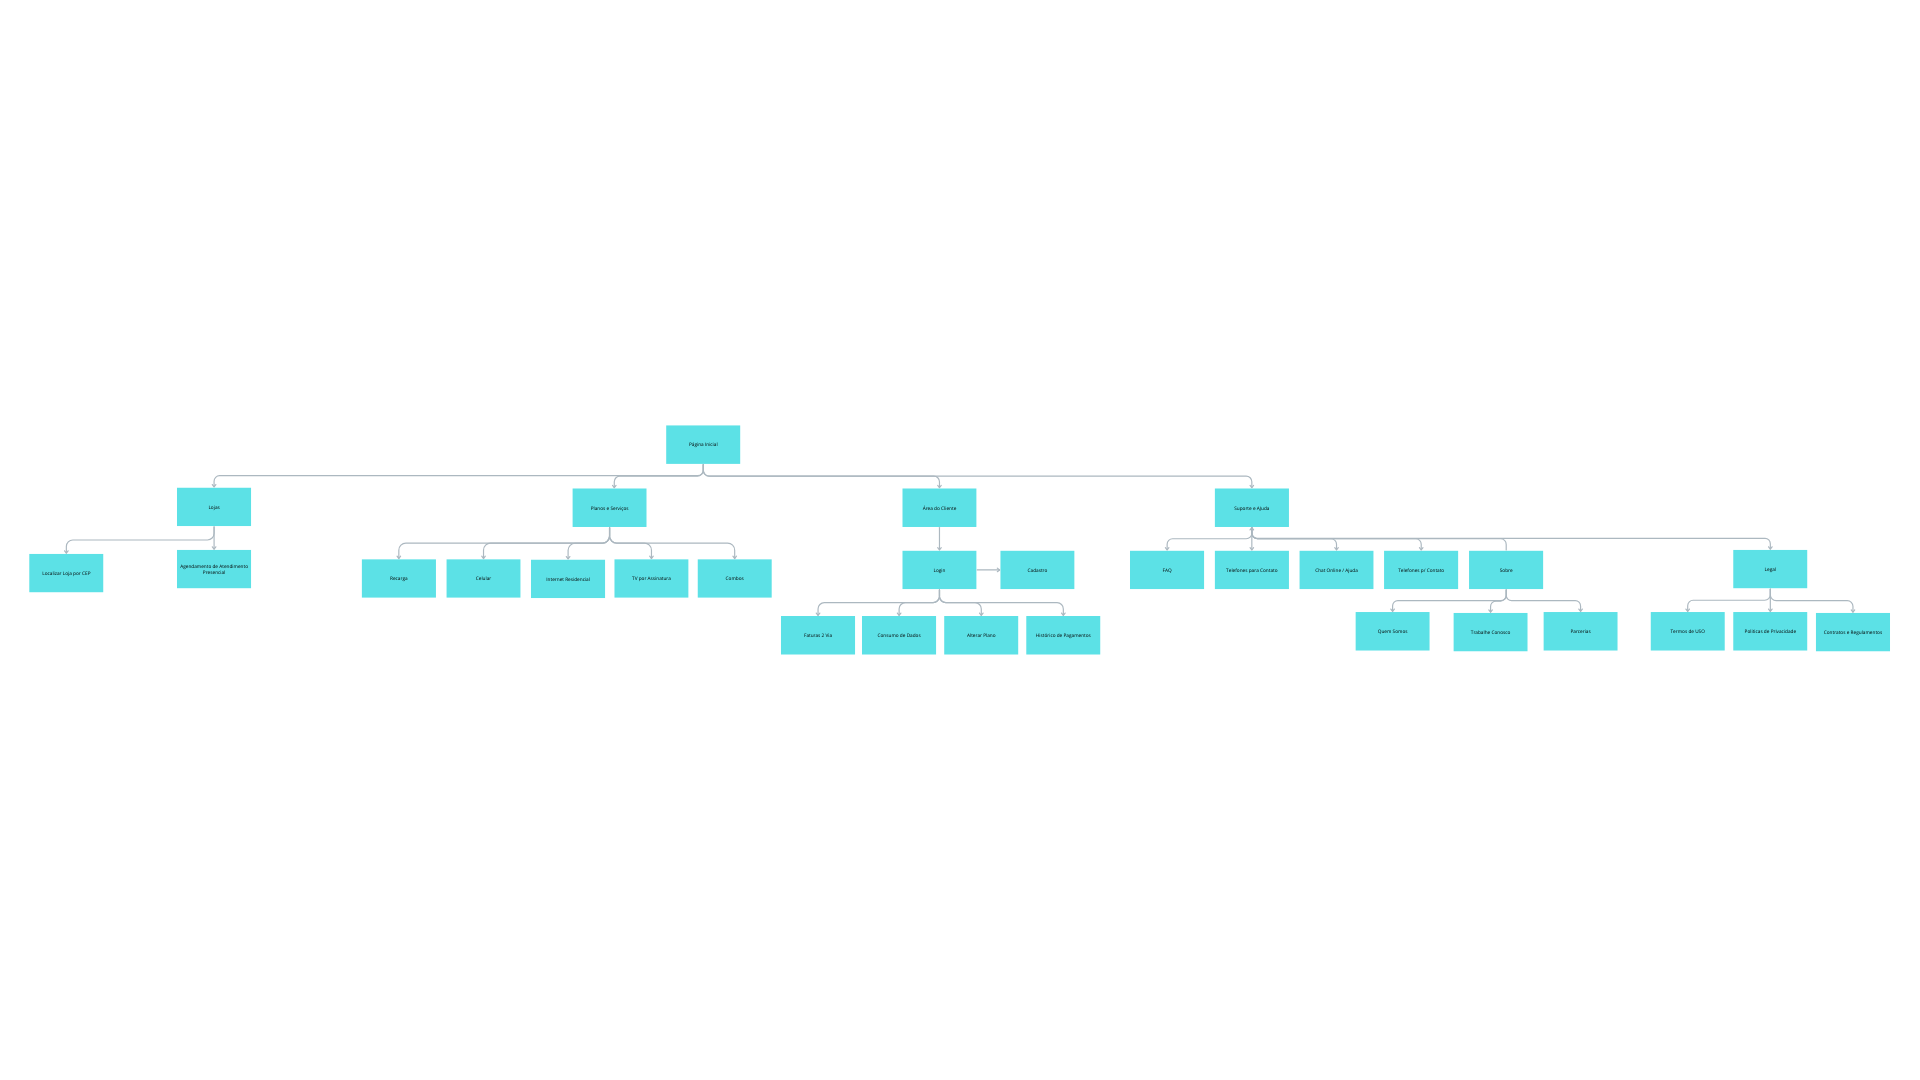 Página Inicial
Lojas
Planos e Serviços
Área do Cliente
Suporte e Ajuda
Localizar Loja por CEP
Agendamento de Atendimento
Presencial
Recarga
Celular
Internet Residencial
TV por Assinatura
Combos
Login
Cadastro
FAQ
Telefones para Contato
Chat Online / Ajuda
Telefones p/ Contato
Sobre
Legal
Faturas 2 Via
Consumo de Dados
Alterar Plano
Histórico de Pagamentos
Quem Somos
Trabalhe Conosco
Parcerias
Termos de USO
Políticas de Privacidade
Contratos e Regulamentos